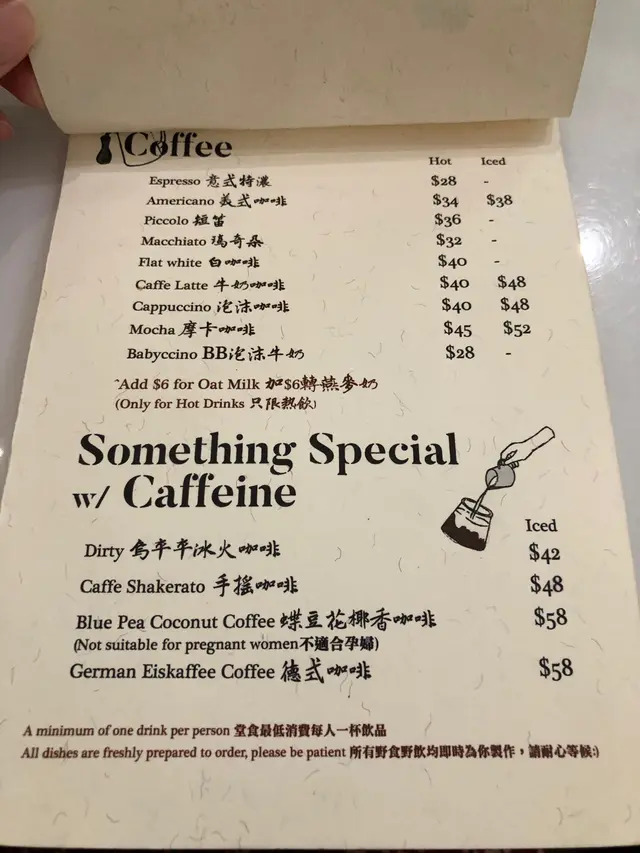 Coffee
Hot Iced
Espresso 意式特濃 $28 -
Americano 美式咖啡 $34 $38
Piccolo 短笛 $36 -
Macchiato 瑪奇朵 $32 -
Flat white 白咖啡 $40 -
Caffe Latte 牛奶咖啡 $40 $48
Cappuccino 泡沫咖啡 $40 $48
Mocha 摩卡咖啡 $45 $52
Babyccino BB泡沫牛奶 $28 -
^Add $6 for Oat Milk 加$6轉燕麥奶
(Only for Hot Drinks 只限熱飲)
Something Special
w/ Caffeine
Iced
Dirty 烏卒卒冰火咖啡 $42
Caffe Shakerato 手搖咖啡 $48
Blue Pea Coconut Coffee 蝶豆花椰香咖啡 $58
(Not suitable for pregnant women不適合孕婦)
German Eiskaffee Coffee 德式咖啡 $58
A minimum of one drink per person 堂食最低消費每人一杯飲品
All dishes are freshly prepared to order, please be patient 所有野食野飲均即時為你製作，請耐心等候:)